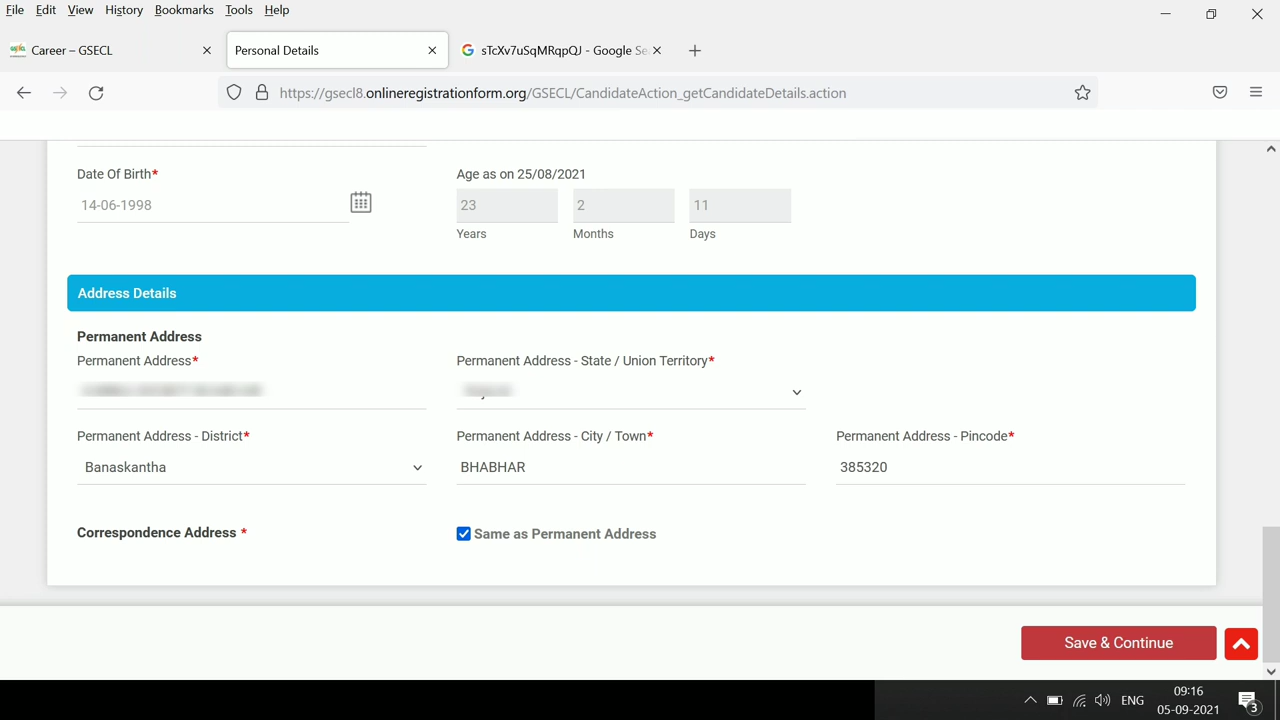 File Edit View History Bookmarks Tools Help
Career – GSECL
Personal Details
sTcXv7uSqMRqpQJ - Google Se
https://gsecl8.onlineregistrationform.org/GSECL/CandidateAction_getCandidateDetails.action
Date Of Birth*
Age as on 25/08/2021
14-06-1998
23 2 11
Years Months Days
Address Details
Permanent Address
Permanent Address* Permanent Address - State / Union Territory*
Permanent Address - District* Permanent Address - City / Town* Permanent Address - Pincode*
Banaskantha BHABHAR 385320
Correspondence Address * Same as Permanent Address
Save & Continue
ENG
09:16
05-09-2021
3